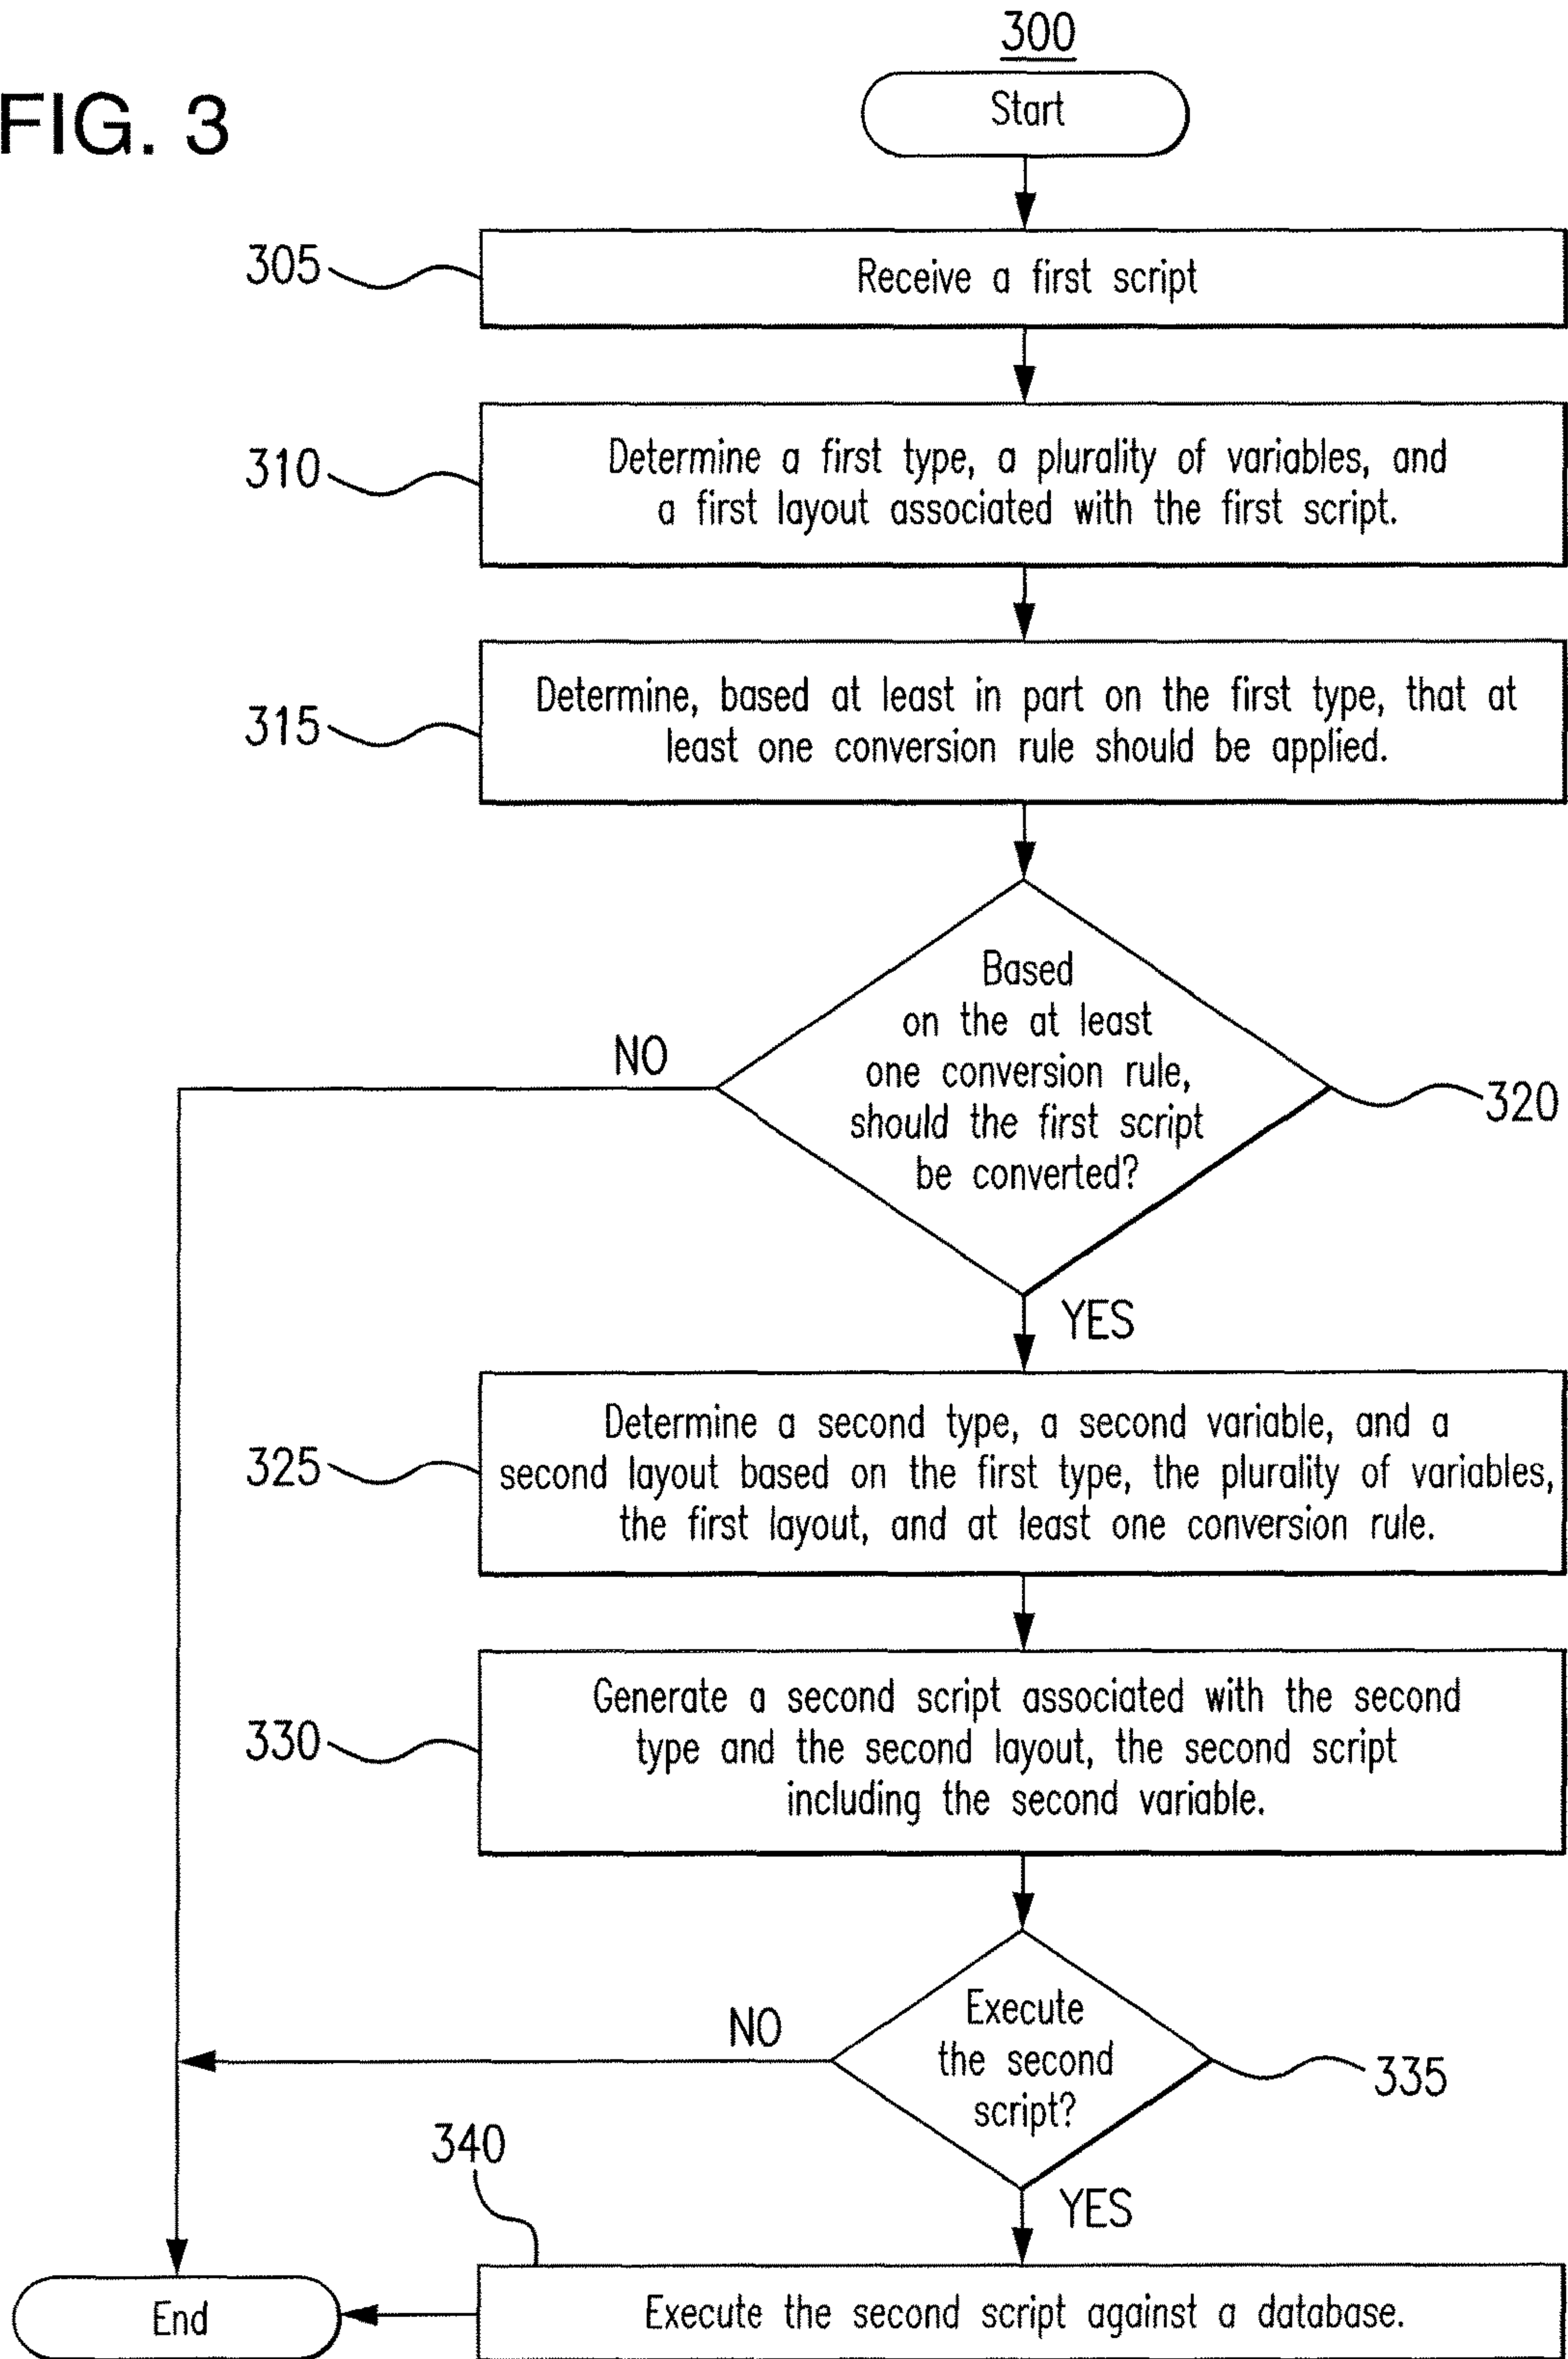 300
FIG. 3
Start
305
Receive a first script
310
Determine a first type, a plurality of variables, and
a first layout associated with the first script.
315
Determine, based at least in part on the first type, that at
least one conversion rule should be applied.
Based
on the at least
one conversion rule,
should the first script
be converted?
NO
320
YES
325
Determine a second type, a second variable, and a
second layout based on the first type, the plurality of variables,
the first layout, and at least one conversion rule.
330
Generate a second script associated with the second
type and the second layout, the second script
including the second variable.
Execute
the second
script?
NO
335
YES
340
Execute the second script against a database.
End